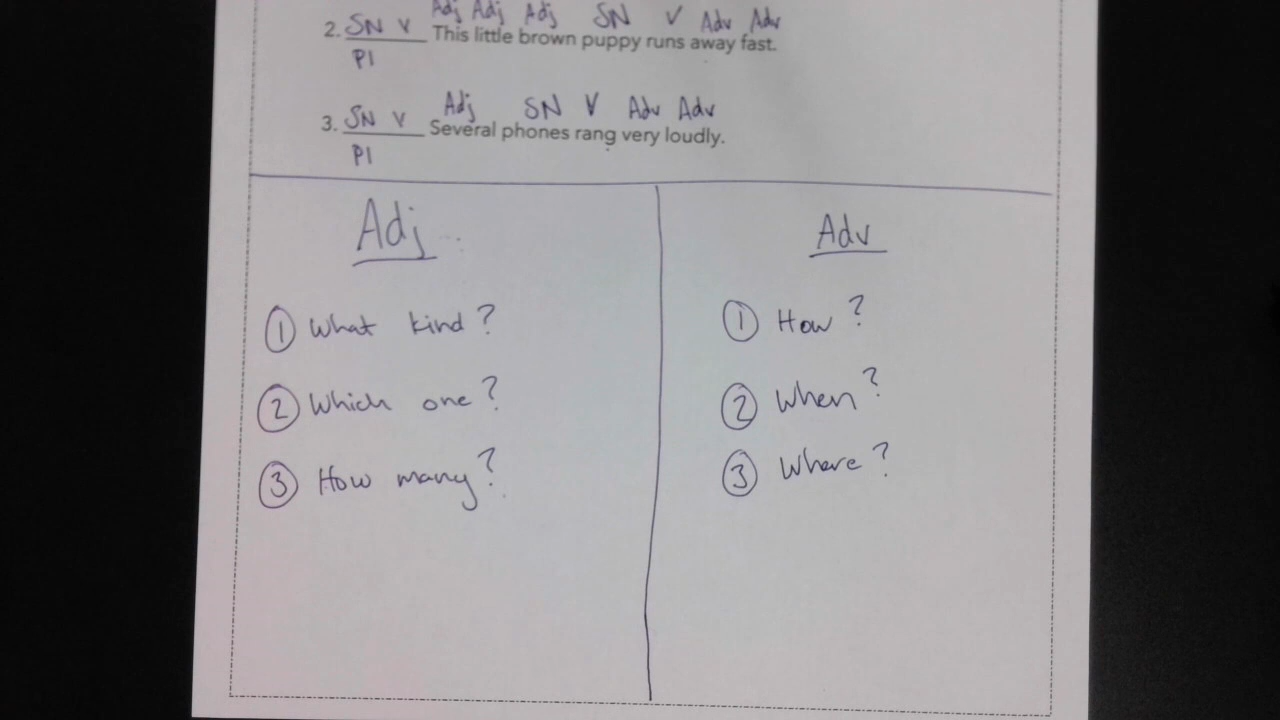 Adj Adj Adj SN V Adv Adv
2. SN V This little brown puppy runs away fast.
P1
Adj SN V Adv Adv
3. SN V Several phones rang very loudly.
P1
Adj
Adv
1 What kind?
1 How?
2 Which one?
2 When?
3 How many?
3 Where?